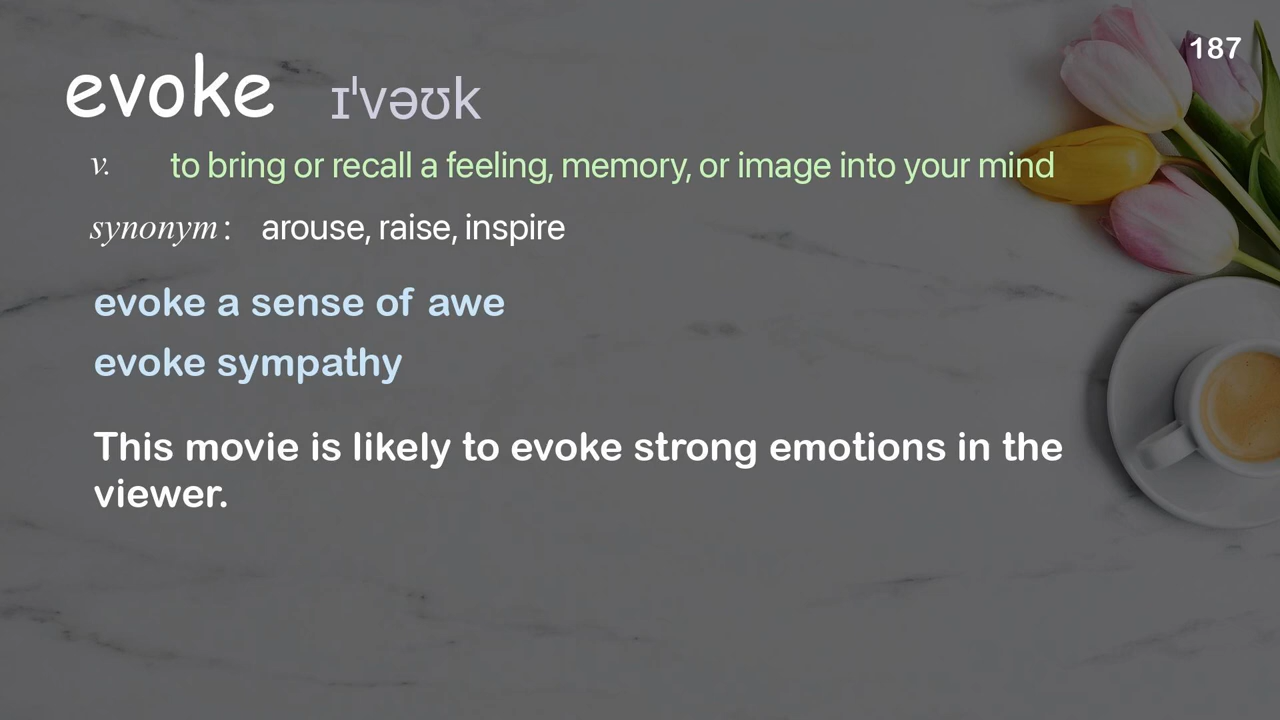 187
evoke ɪˈvəʊk
v. to bring or recall a feeling, memory, or image into your mind
synonym: arouse, raise, inspire
evoke a sense of awe
evoke sympathy
This movie is likely to evoke strong emotions in the
viewer.